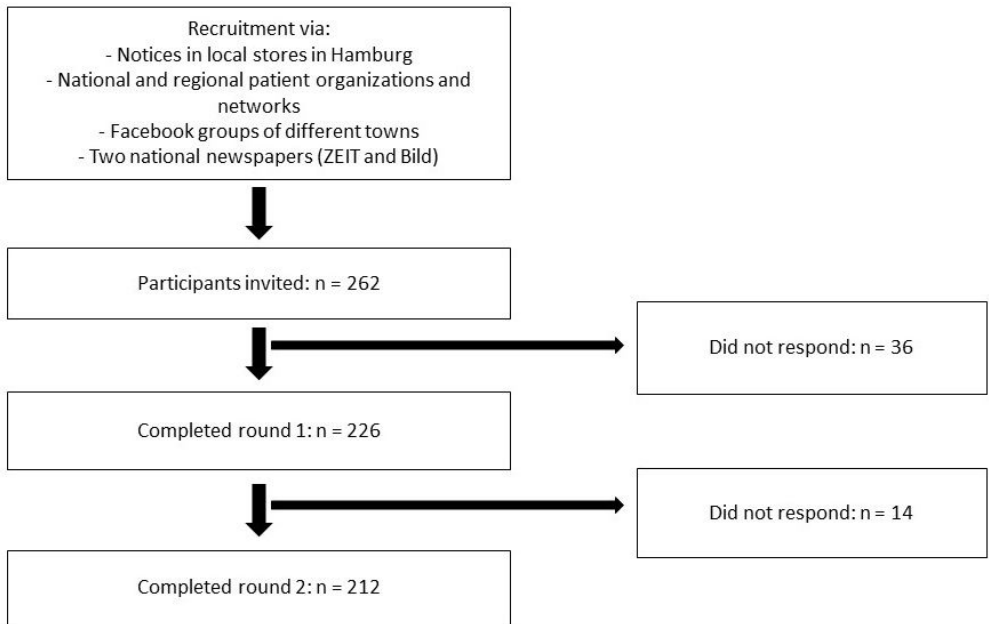 Recruitment via:
- Notices in local stores in Hamburg
- National and regional patient organizations and
networks
- Facebook groups of different towns
- Two national newspapers (ZEIT and Bild)
Participants invited: n = 262
Did not respond: n = 36
Completed round 1: n = 226
Did not respond: n = 14
Completed round 2: n = 212